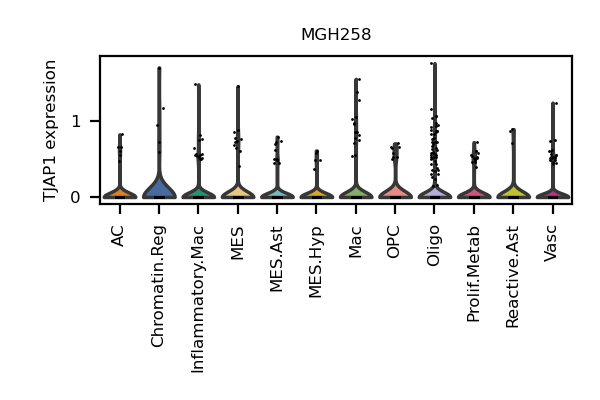 MGH258
TJAP1 expression
1
0
AC
Chromatin.Reg
Inflammatory.Mac
MES
MES.Ast
MES.Hyp
Mac
OPC
Oligo
Prolif.Metab
Reactive.Ast
Vasc